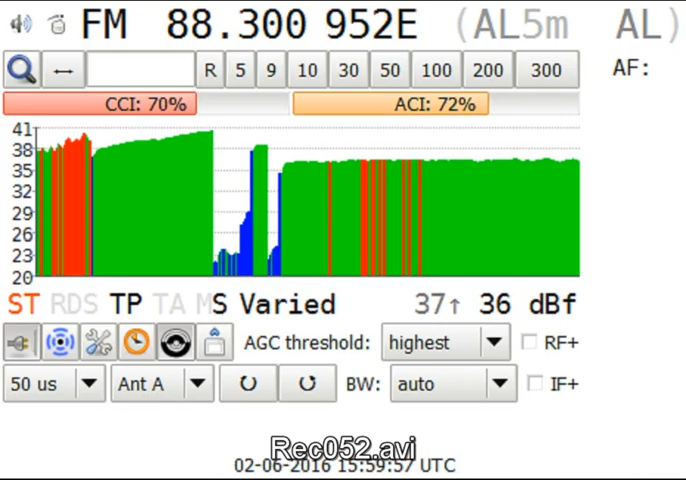 FM 88.300 952E (AL5m AL)
R 5 9 10 30 50 100 200 300 AF:
CCI: 70% ACI: 72%
41
38
35
32
29
26
23
20
ST RDS TP TA MS Varied 37↑ 36 dBf
AGC threshold: highest RF+
50 us Ant A BW: auto IF+
Rec052.avi
02-06-2016 15:59:57 UTC